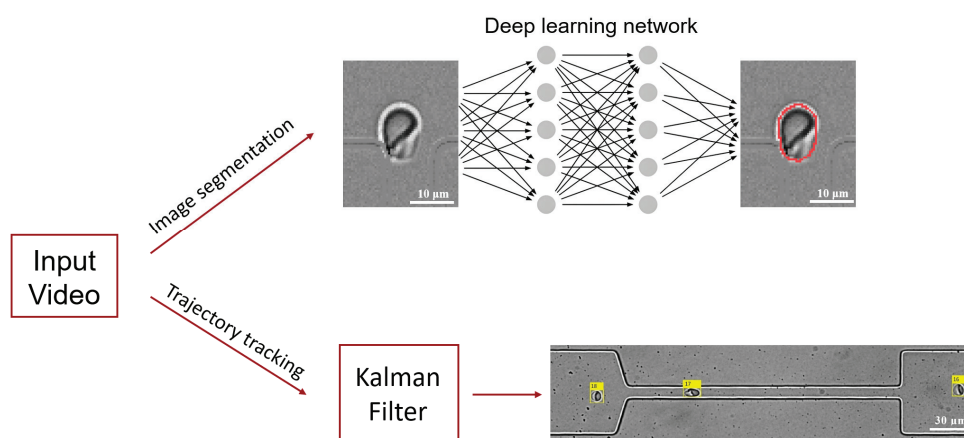 Deep learning network
Image segmentation
10 μm
10 μm
Input
Video
Trajectory tracking
Kalman
Filter
18
17
16
30 μm